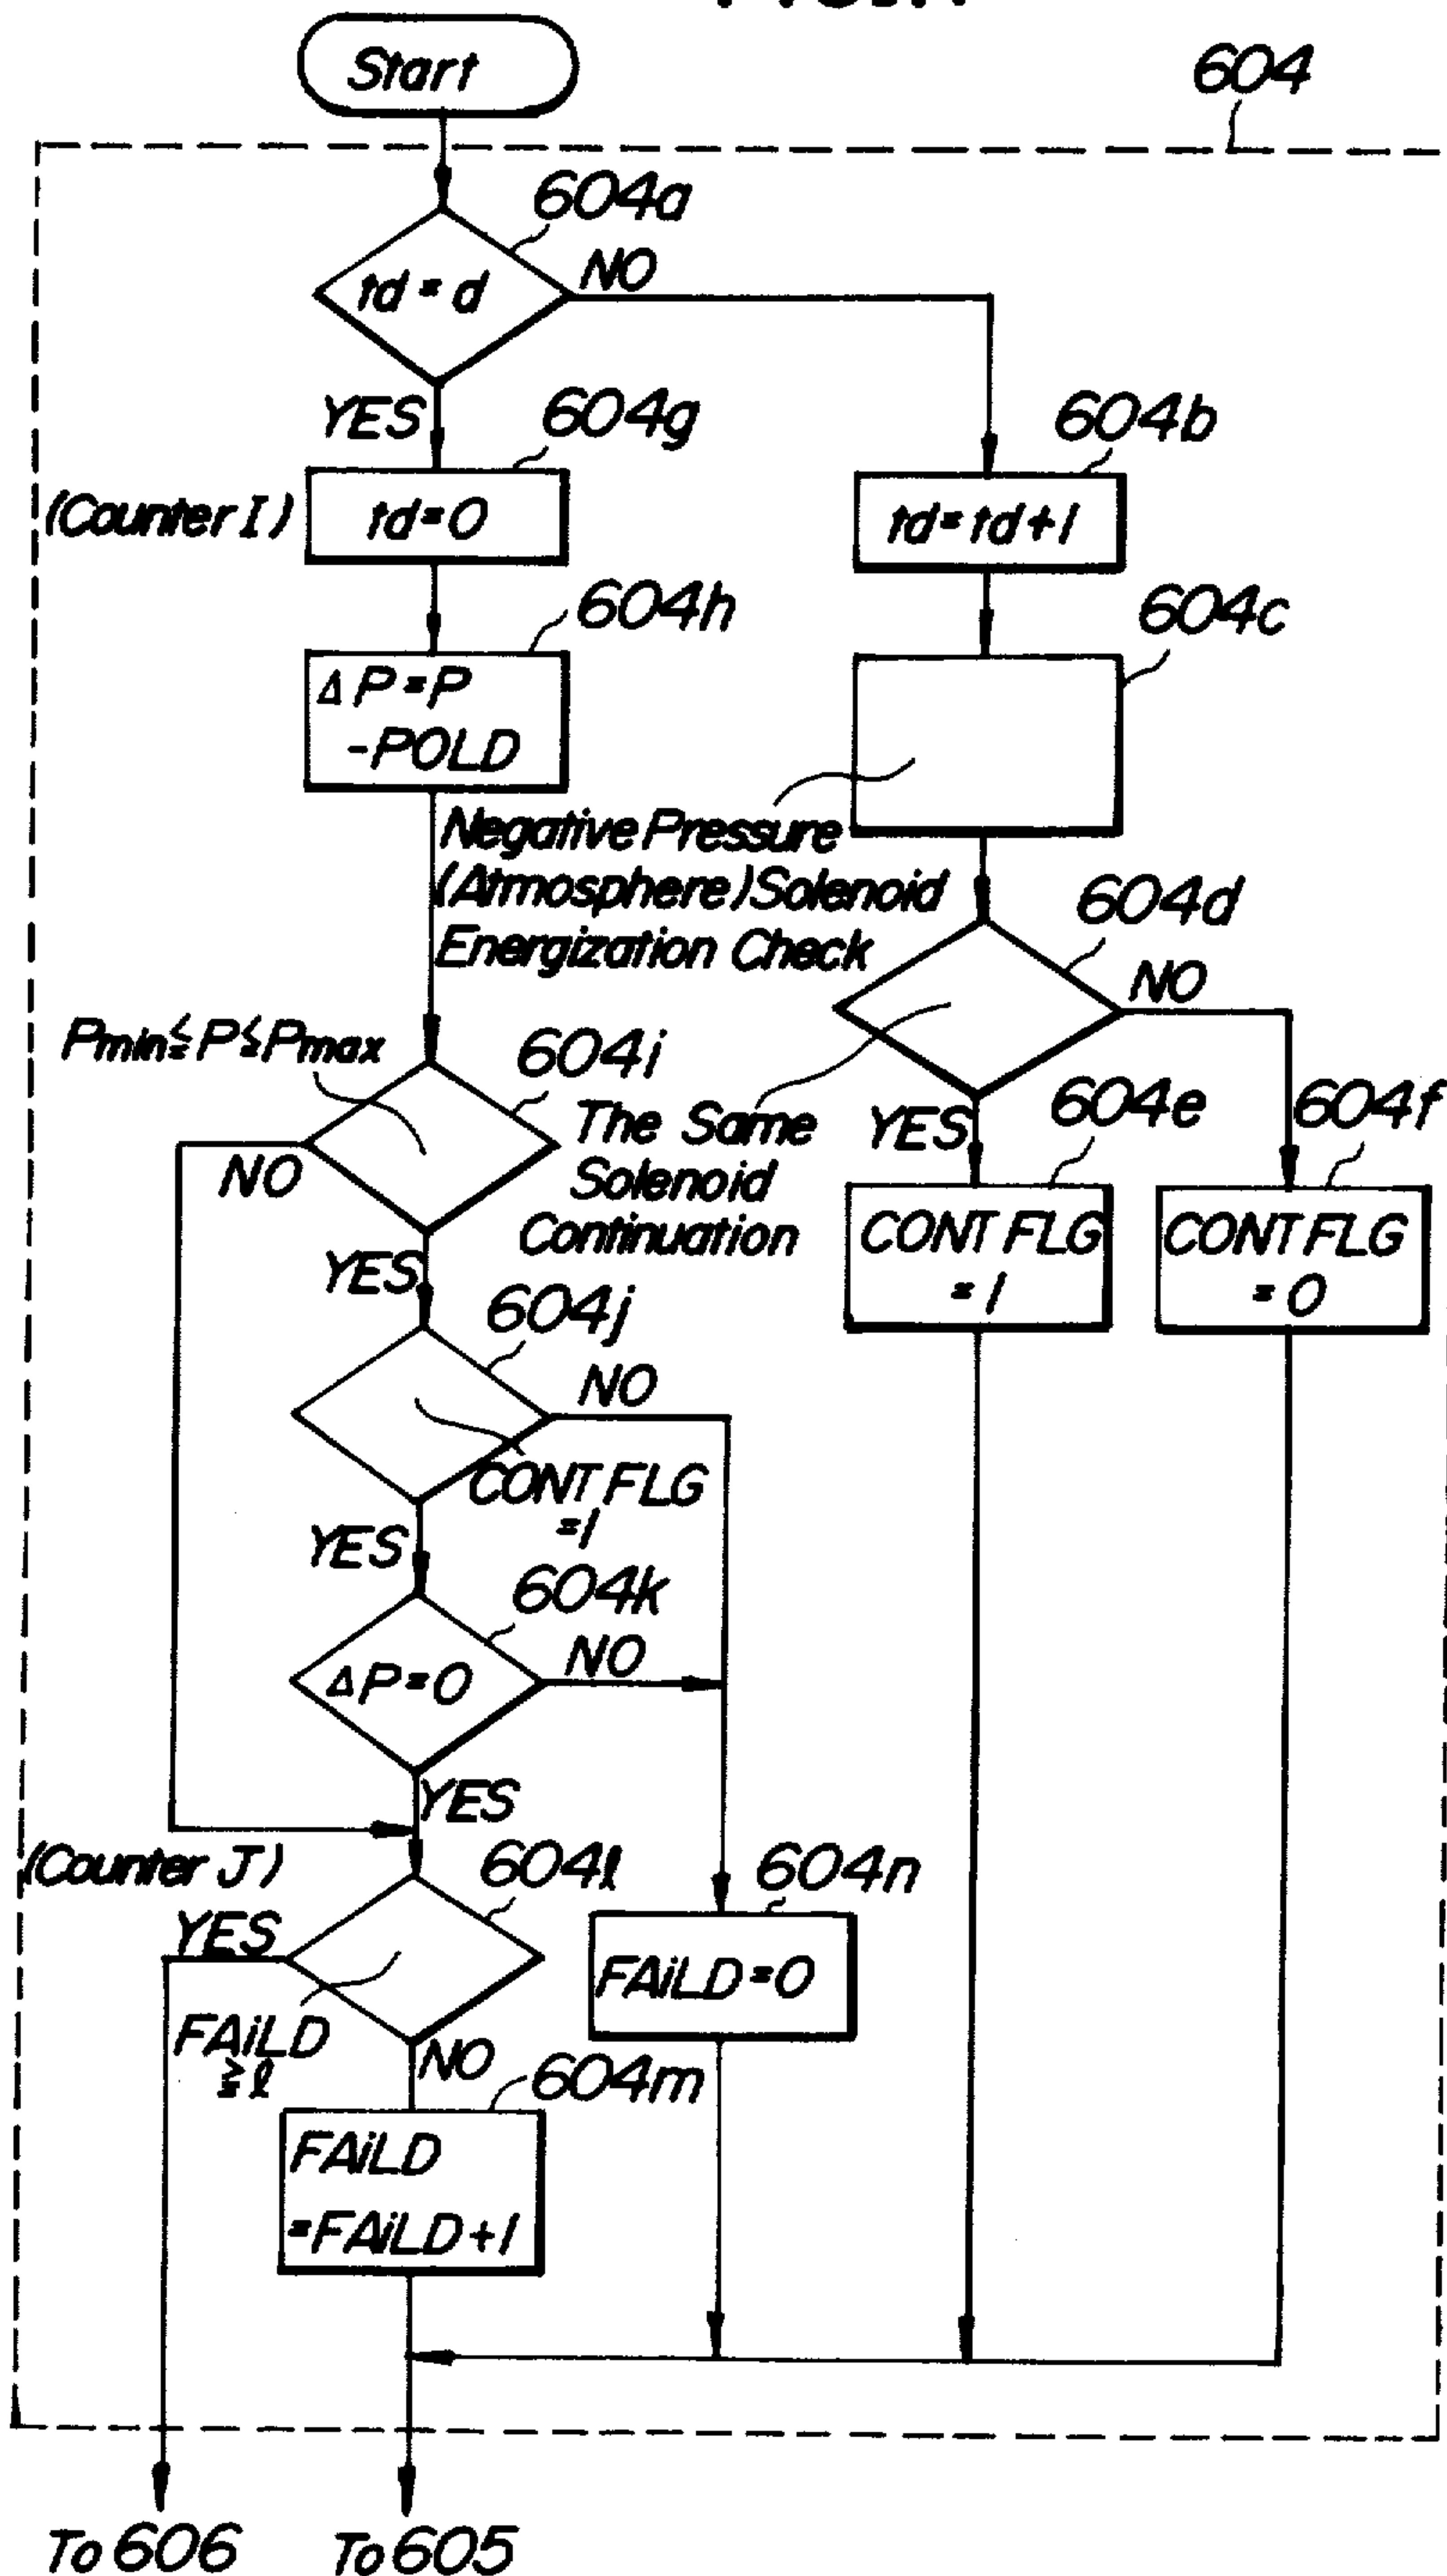 Start
604
604a
td=d
NO
YES
604g
604b
(Counter I)
td=0
td=td+1
604h
604c
ΔP=P
-POLD
Negative Pressure
(Atmosphere) Solenoid
Energization Check
604d
NO
Pmin≦P≦Pmax
604i
The Same
Solenoid
Continuation
YES
604e
604f
NO
CONT FLG
=1
CONT FLG
=0
YES
604j
NO
CONT FLG
=1
YES
604k
ΔP=0
NO
YES
(Counter J)
604l
604n
YES
FAiLD
≧l
FAiLD=0
NO
604m
FAiLD
=FAiLD+1
To 606
To 605